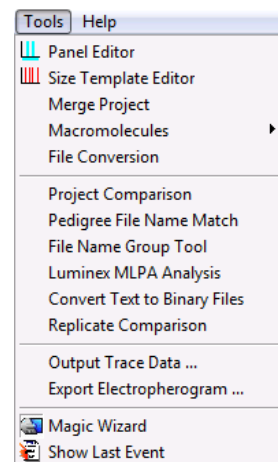 Tools Help
Panel Editor
Size Template Editor
Merge Project
Macromolecules
File Conversion
Project Comparison
Pedigree File Name Match
File Name Group Tool
Luminex MLPA Analysis
Convert Text to Binary Files
Replicate Comparison
Output Trace Data ...
Export Electropherogram ...
Magic Wizard
Show Last Event